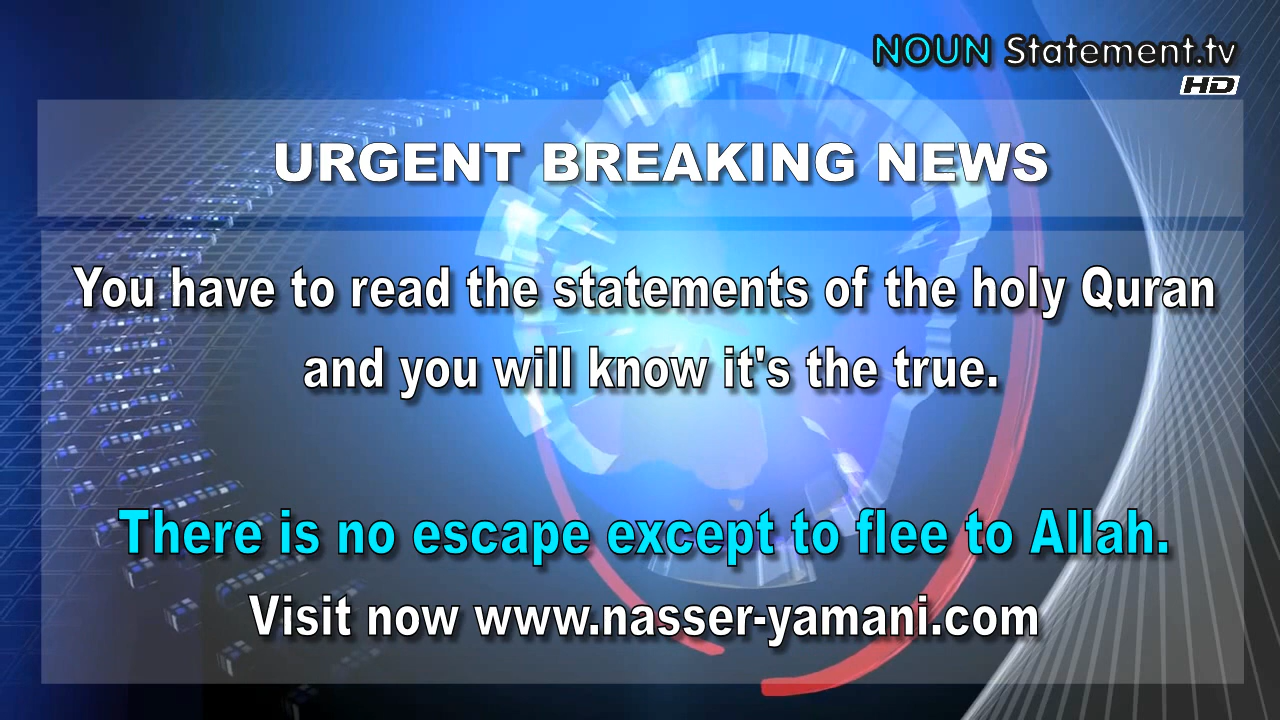 NOUN Statement.tv
HD
URGENT BREAKING NEWS
You have to read the statements of the holy Quran
and you will know it's the true.
There is no escape except to flee to Allah.
Visit now www.nasser-yamani.com